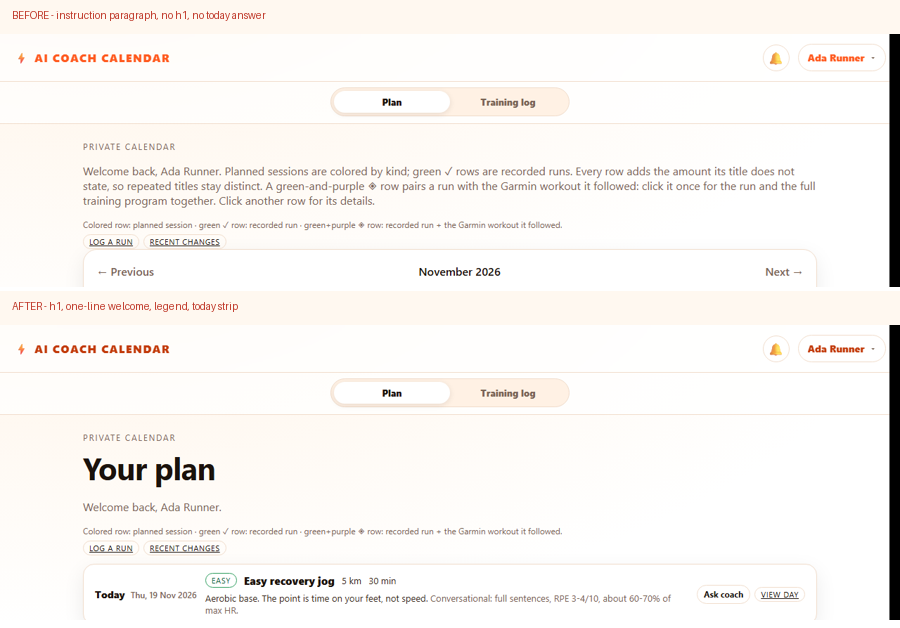 BEFORE - instruction paragraph, no h1, no today answer
AI COACH CALENDAR
Ada Runner
Plan
Training log
PRIVATE CALENDAR
Welcome back, Ada Runner. Planned sessions are colored by kind; green ✓ rows are recorded runs. Every row adds the amount its title does not
state, so repeated titles stay distinct. A green-and-purple ◈ row pairs a run with the Garmin workout it followed: click it once for the run and the full
training program together. Click another row for its details.
Colored row: planned session · green ✓ row: recorded run · green+purple ◈ row: recorded run + the Garmin workout it followed.
LOG A RUN
RECENT CHANGES
← Previous
November 2026
Next →
AFTER - h1, one-line welcome, legend, today strip
AI COACH CALENDAR
Ada Runner
Plan
Training log
PRIVATE CALENDAR
Your plan
Welcome back, Ada Runner.
Colored row: planned session · green ✓ row: recorded run · green+purple ◈ row: recorded run + the Garmin workout it followed.
LOG A RUN
RECENT CHANGES
Today Thu, 19 Nov 2026
EASY Easy recovery jog 5 km 30 min
Aerobic base. The point is time on your feet, not speed. Conversational: full sentences, RPE 3-4/10, about 60-70% of
max HR.
Ask coach
VIEW DAY